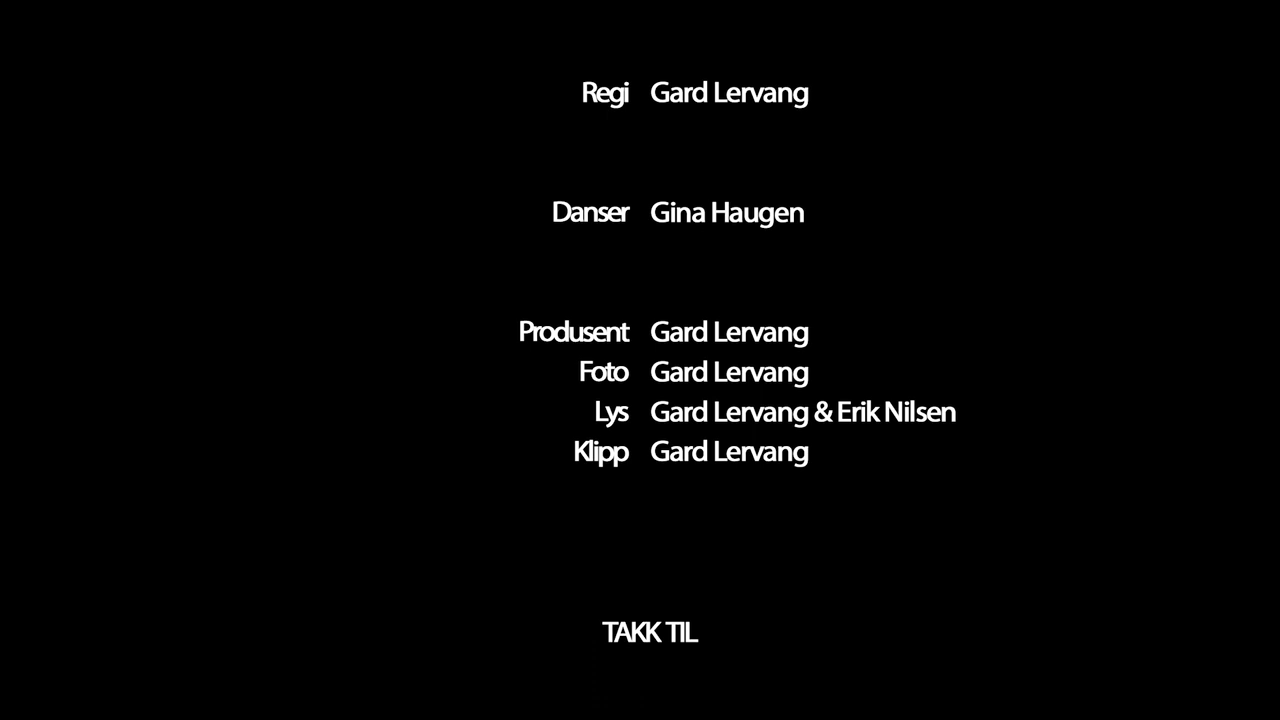 Regi Gard Lervang
Danser Gina Haugen
Produsent Gard Lervang
Foto Gard Lervang
Lys Gard Lervang & Erik Nilsen
Klipp Gard Lervang
TAKK TIL